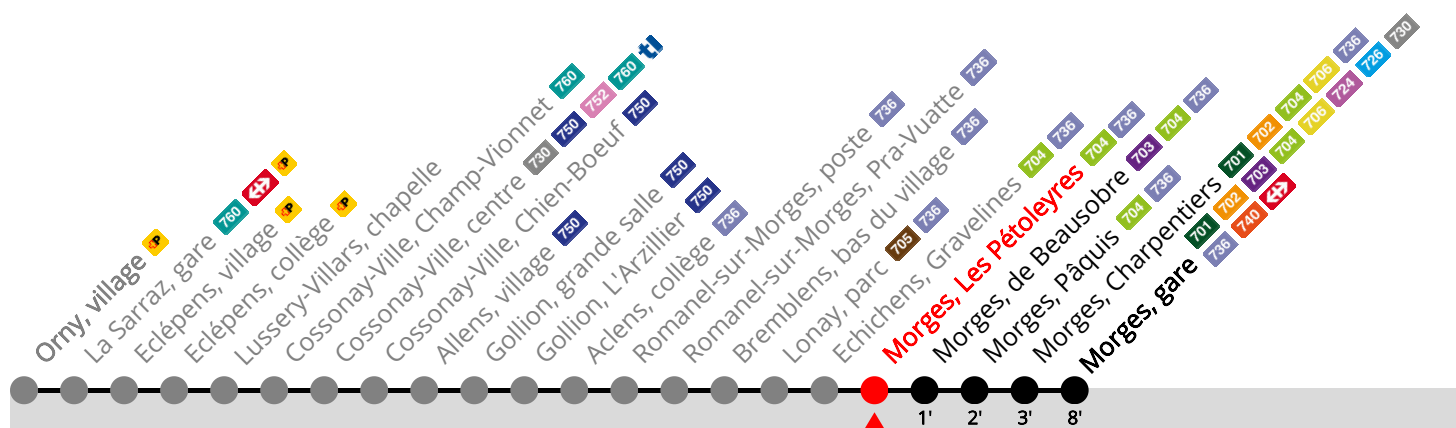 Orny, village P
La Sarraz, gare 760 P
Eclépens, village P
Eclépens, collège P
Lussery-Villars, chapelle
Cossonay-Ville, Champ-Vionnet 760
Cossonay-Ville, centre 730 750 752 760 tl
Cossonay-Ville, Chien-Boeuf 750
Allens, village 750
Gollion, grande salle 750
Gollion, L'Arzillier 750
Aclens, collège 736
Romanel-sur-Morges, poste 736
Romanel-sur-Morges, Pra-Vuatte 736
Bremblens, bas du village 736
Lonay, parc 705 736
Echichens, Gravelines 704 736
Morges, Les Pétoleyres 704 736
Morges, de Beausobre 703 704 736
Morges, Pâquis 704 736
Morges, Charpentiers 701 702 704 706 736
701 702 703 704 706 724 726 730
Morges, gare 736 740
1' 2' 3' 8'